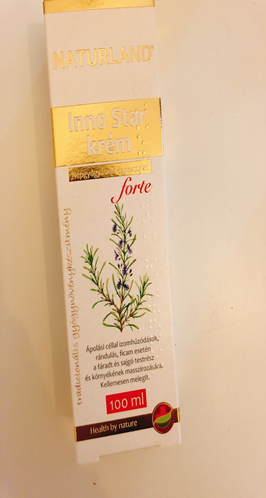 NATURLAND®
Inno Star
krém
forte
Ápolási céllal izomhúzódások,
rándulás, ficam esetén
a fáradt és sajgó testrész
és környékének masszírozására.
Kellemesen melegít.
100 ml
Health by nature